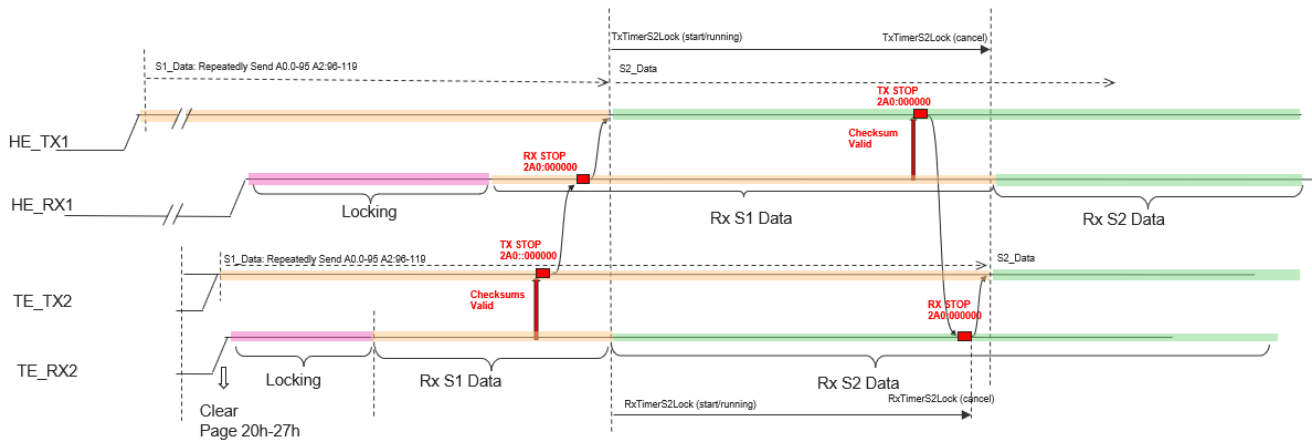 TxTimerS2Lock (start/running)
TxTimerS2Lock (cancel)
S1_Data: Repeatedly Send A0.0-95 A2:96-119
S2_Data
TX STOP
2A0:000000
HE_TX1
Checksum
Valid
RX STOP
2A0:000000
HE_RX1
Locking
Rx S1 Data
Rx S2 Data
TX STOP
2A0::000000
S1_Data: Repeatedly Send A0.0-95 A2:96-119
S2_Data
TE_TX2
Checksums
Valid
RX STOP
2A0:000000
TE_RX2
Locking
Rx S1 Data
Rx S2 Data
Clear
Page 20h-27h
RxTimerS2Lock (start/running)
RxTimerS2Lock (cancel)